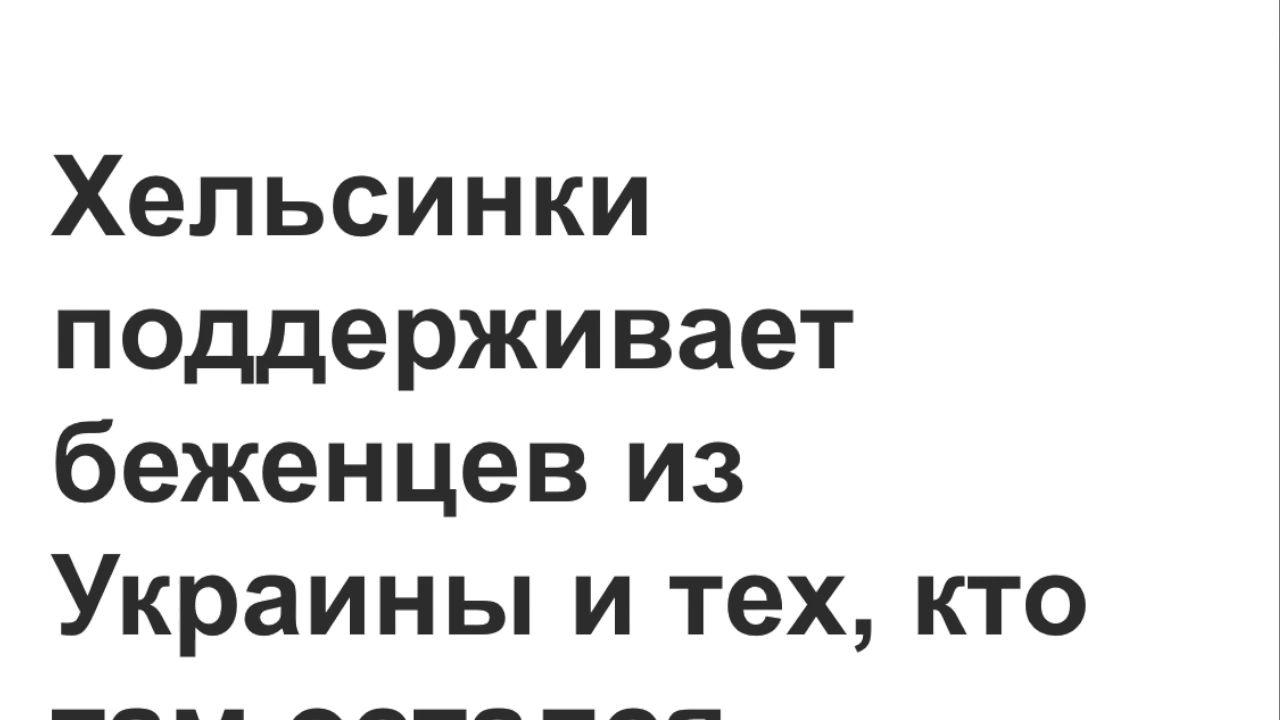 Хельсинки
поддерживает
беженцев из
Украины и тех, кто